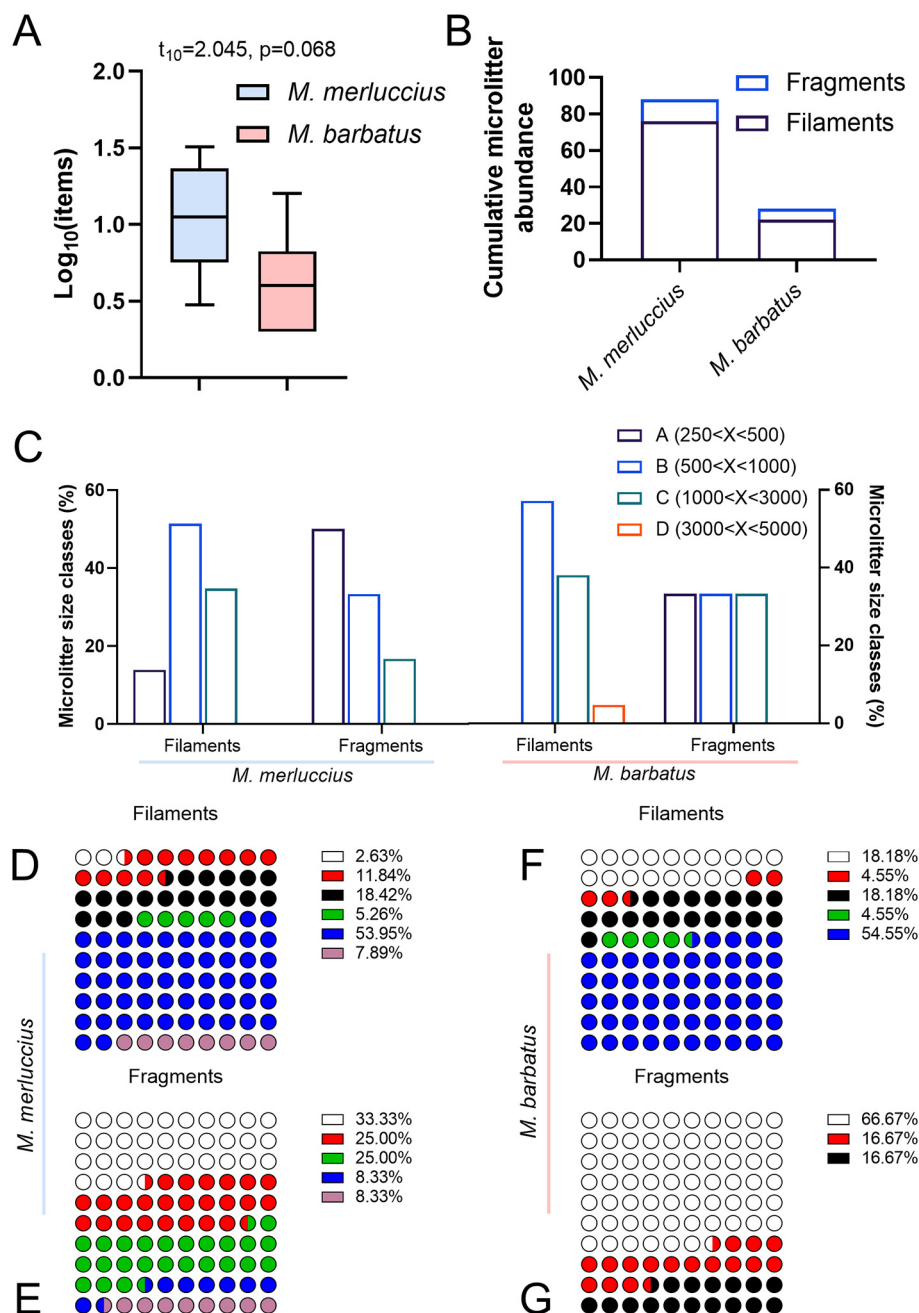 A
t10=2.045, p=0.068
2.0
1.5
1.0
0.5
0.0
Log10(items)
M. merluccius
M. barbatus
B
Cumulative microlitter
abundance
100
80
60
40
20
0
Fragments
Filaments
M. merluccius
M. barbatus
C
A (250<X<500)
B (500<X<1000)
C (1000<X<3000)
D (3000<X<5000)
Microlitter size classes (%)
60
40
20
0
60
40
20
0
Microlitter size classes (%)
Filaments
Fragments
Filaments
Fragments
M. merluccius
M. barbatus
Filaments
D
2.63%
11.84%
18.42%
5.26%
53.95%
7.89%
Filaments
F
18.18%
4.55%
18.18%
4.55%
54.55%
M. merluccius
M. barbatus
Fragments
33.33%
25.00%
25.00%
8.33%
8.33%
E
Fragments
66.67%
16.67%
16.67%
G